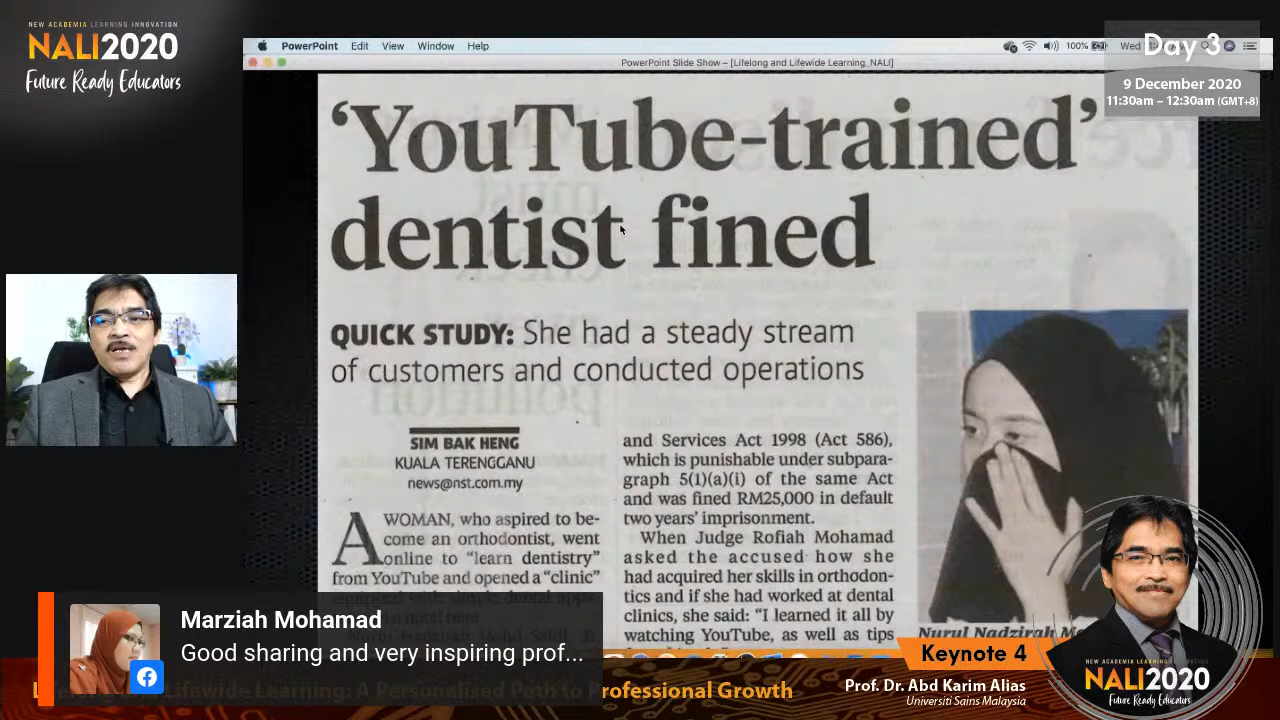 NEW ACADEMIA LEARNING INNOVATION
NALI2020
Future Ready Educators
PowerPoint Edit View Window Help
100% Wed
PowerPoint Slide Show – [Lifelong and Lifewide Learning_NALI]
Day 3
9 December 2020
11:30am – 12:30am (GMT+8)
‘YouTube-trained’
dentist fined
QUICK STUDY: She had a steady stream
of customers and conducted operations
SIM BAK HENG
KUALA TERENGGANU
news@nst.com.my
A WOMAN, who aspired to be-
come an orthodontist, went
online to “learn dentistry”
from YouTube and opened a “clinic”
and Services Act 1998 (Act 586),
which is punishable under subpara-
graph 5(1)(a)(i) of the same Act
and was fined RM25,000 in default
two years’ imprisonment.
When Judge Rofiah Mohamad
asked the accused how she
had acquired her skills in orthodon-
tics and if she had worked at dental
clinics, she said: “I learned it all by
watching YouTube, as well as tips
Nurul Nadzirah M
Marziah Mohamad
Good sharing and very inspiring prof...
Lifewide Learning: A Personalised Path to Professional Growth
Keynote 4
Prof. Dr. Abd Karim Alias
Universiti Sains Malaysia
NEW ACADEMIA LEARNING INNOVATION
NALI2020
Future Ready Educators